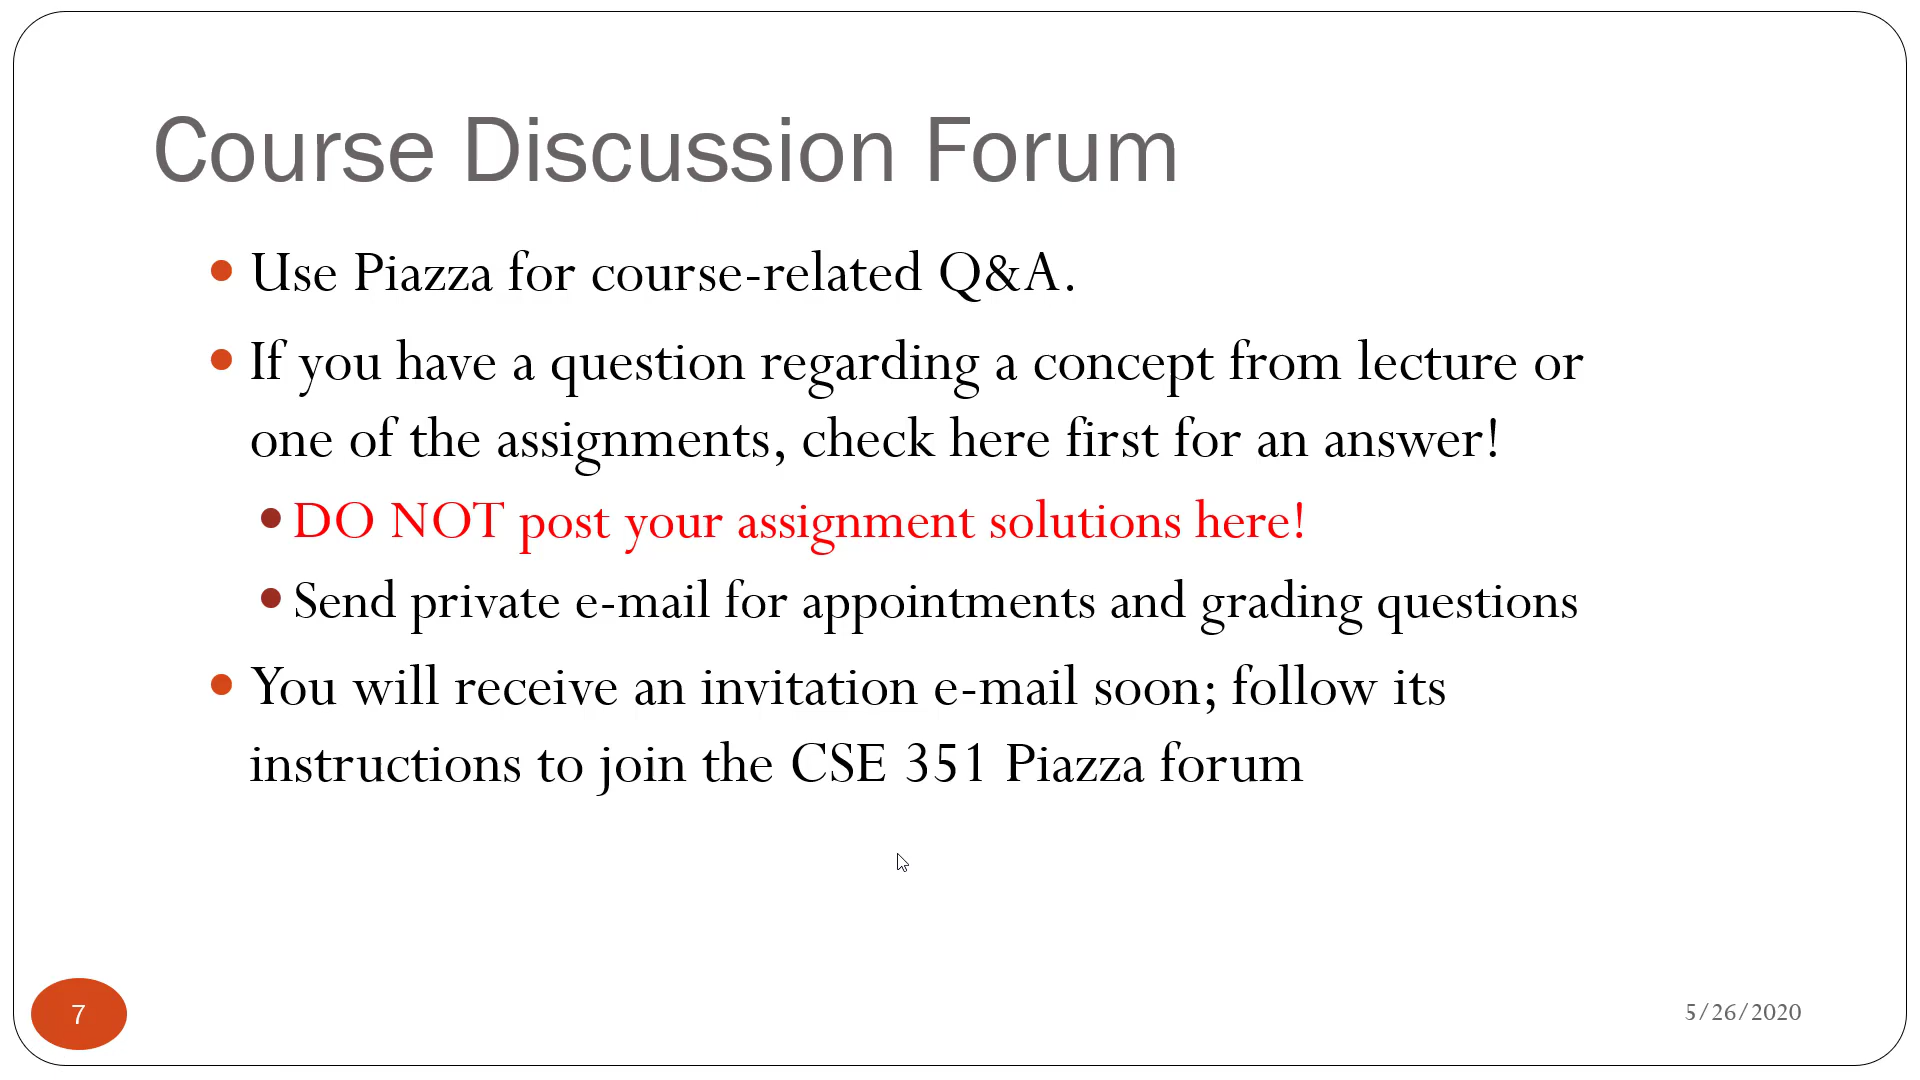 Course Discussion Forum
• Use Piazza for course-related Q&A.
• If you have a question regarding a concept from lecture or
one of the assignments, check here first for an answer!
• DO NOT post your assignment solutions here!
• Send private e-mail for appointments and grading questions
• You will receive an invitation e-mail soon; follow its
instructions to join the CSE 351 Piazza forum
7
5/26/2020